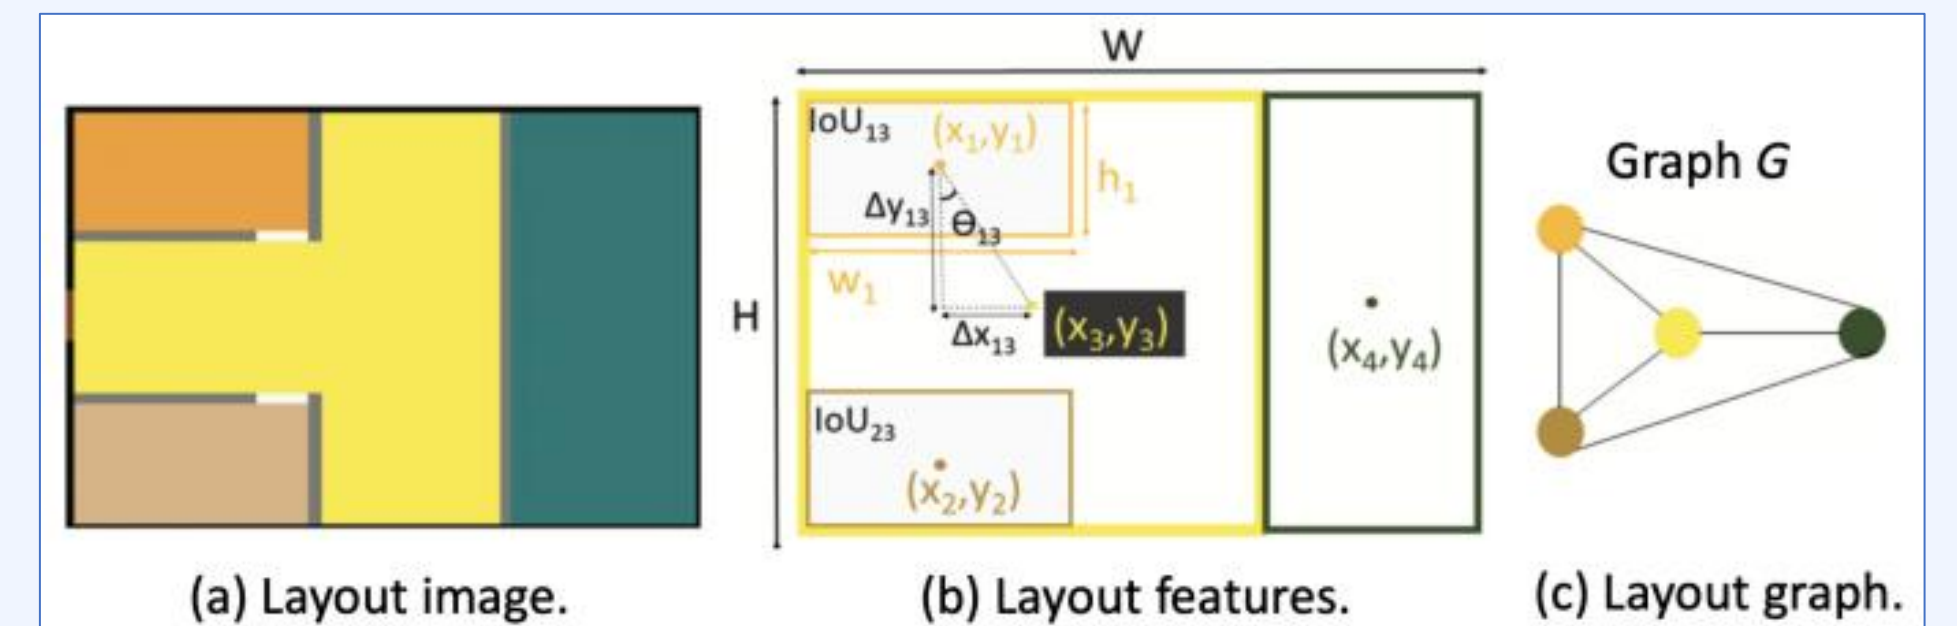 W
H
IoU₁₃
(x₁,y₁)
h₁
Δy₁₃
Θ₁₃
w₁
Δx₁₃
(x₃,y₃)
(x₄,y₄)
IoU₂₃
(x₂,y₂)
Graph G
(a) Layout image.
(b) Layout features.
(c) Layout graph.